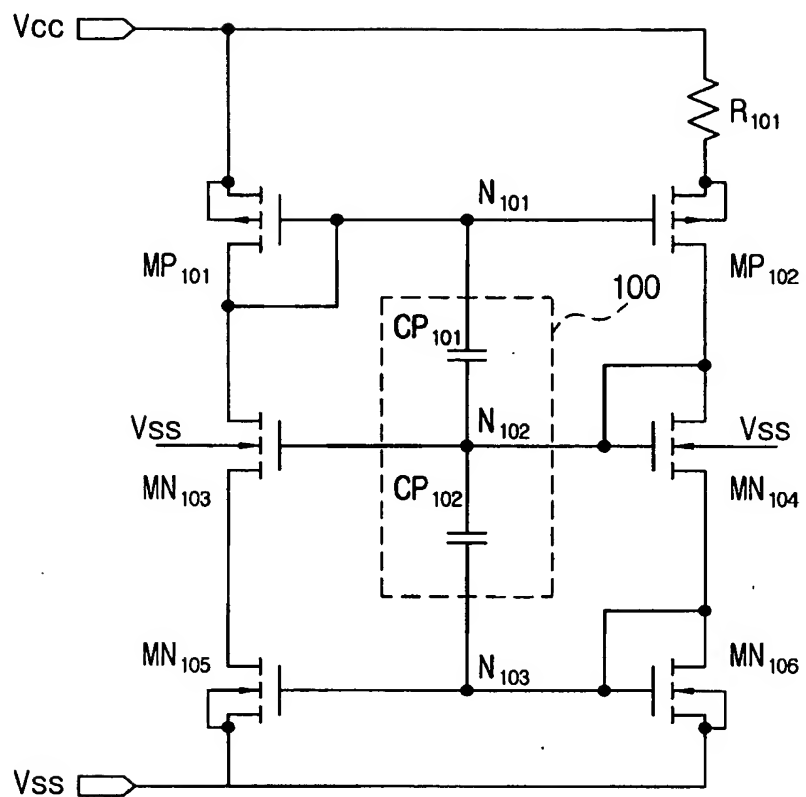 Vcc
R101
N101
MP101
MP102
100
CP101
N102
Vss
Vss
MN103
CP102
MN104
MN105
N103
MN106
Vss